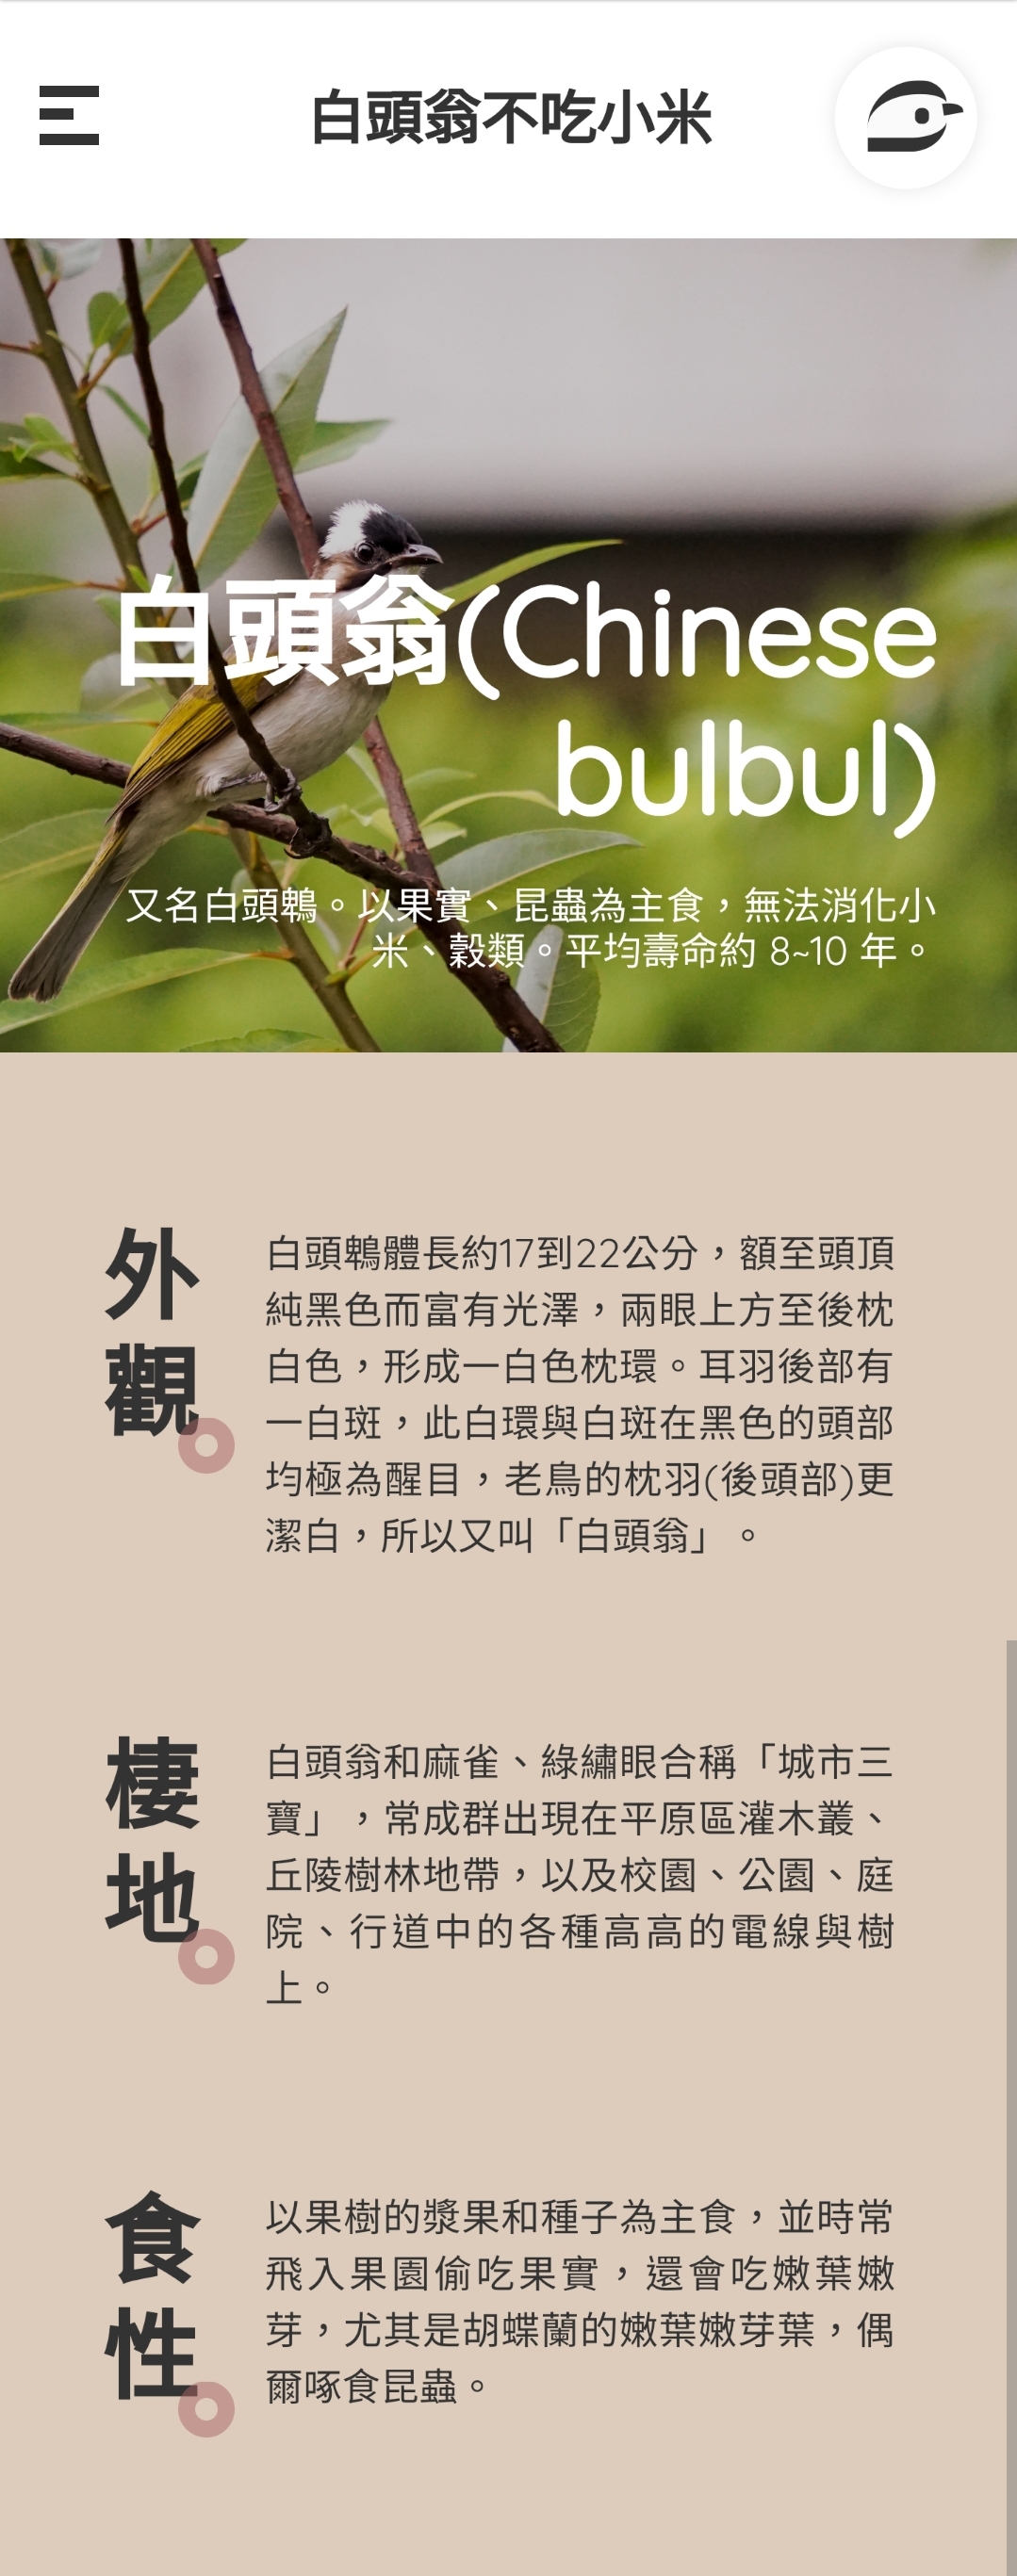 白頭翁不吃小米
白頭翁(Chinese
bulbul)
又名白頭鵯。以果實、昆蟲為主食，無法消化小
米、穀類。平均壽命約 8~10 年。
外
觀
白頭鵯體長約17到22公分，額至頭頂
純黑色而富有光澤，兩眼上方至後枕
白色，形成一白色枕環。耳羽後部有
一白斑，此白環與白斑在黑色的頭部
均極為醒目，老鳥的枕羽(後頭部)更
潔白，所以又叫「白頭翁」。
棲
地
白頭翁和麻雀、綠繡眼合稱「城市三
寶」，常成群出現在平原區灌木叢、
丘陵樹林地帶，以及校園、公園、庭
院、行道中的各種高高的電線與樹
上。
食
性
以果樹的漿果和種子為主食，並時常
飛入果園偷吃果實，還會吃嫩葉嫩
芽，尤其是胡蝶蘭的嫩葉嫩芽葉，偶
爾啄食昆蟲。